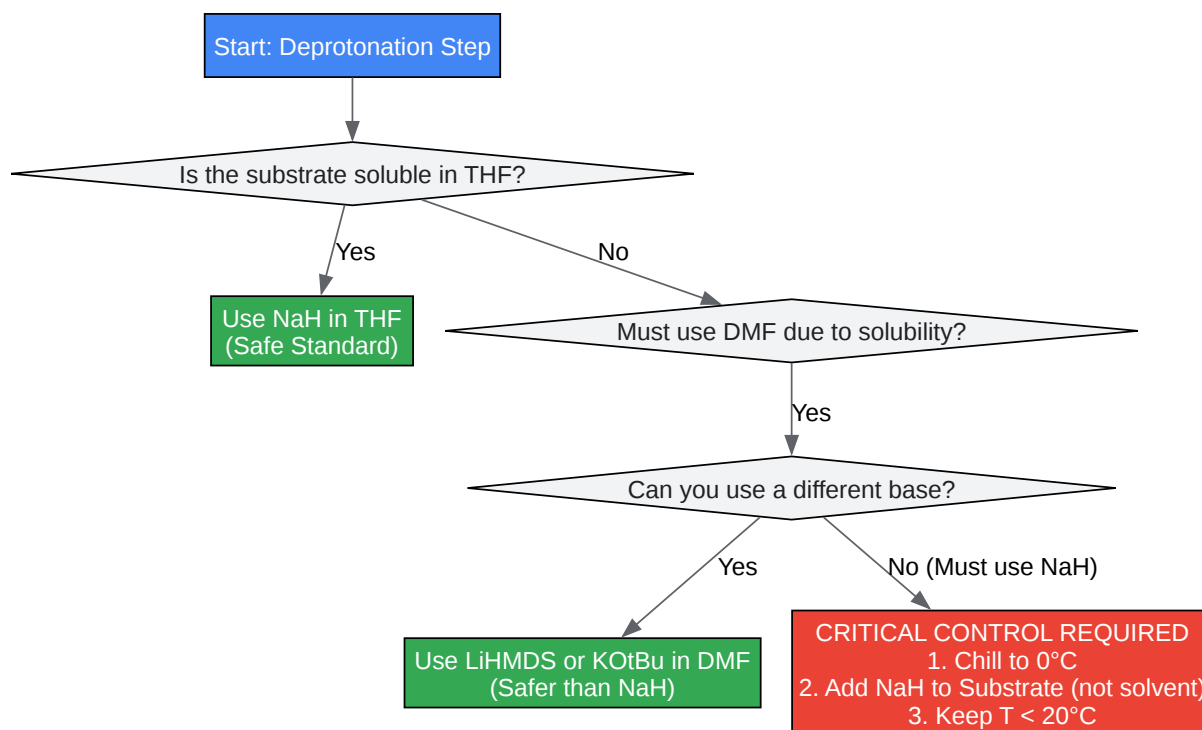 Start: Deprotonation Step
Is the substrate soluble in THF?
Yes
No
Use NaH in THF
(Safe Standard)
Must use DMF due to solubility?
Yes
Can you use a different base?
Yes
No (Must use NaH)
Use LiHMDS or KOtBu in DMF
(Safer than NaH)
CRITICAL CONTROL REQUIRED
1. Chill to 0°C
2. Add NaH to Substrate (not solvent)
3. Keep T < 20°C